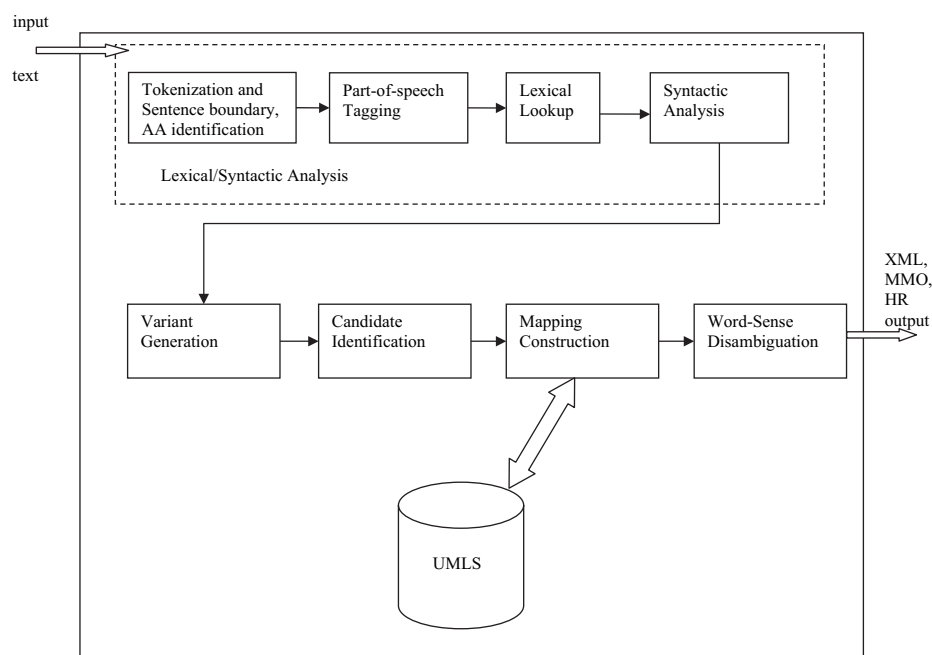 input
text
Tokenization and
Sentence boundary,
AA identification
Part-of-speech
Tagging
Lexical
Lookup
Syntactic
Analysis
Lexical/Syntactic Analysis
Variant
Generation
Candidate
Identification
Mapping
Construction
Word-Sense
Disambiguation
XML,
MMO,
HR
output
UMLS